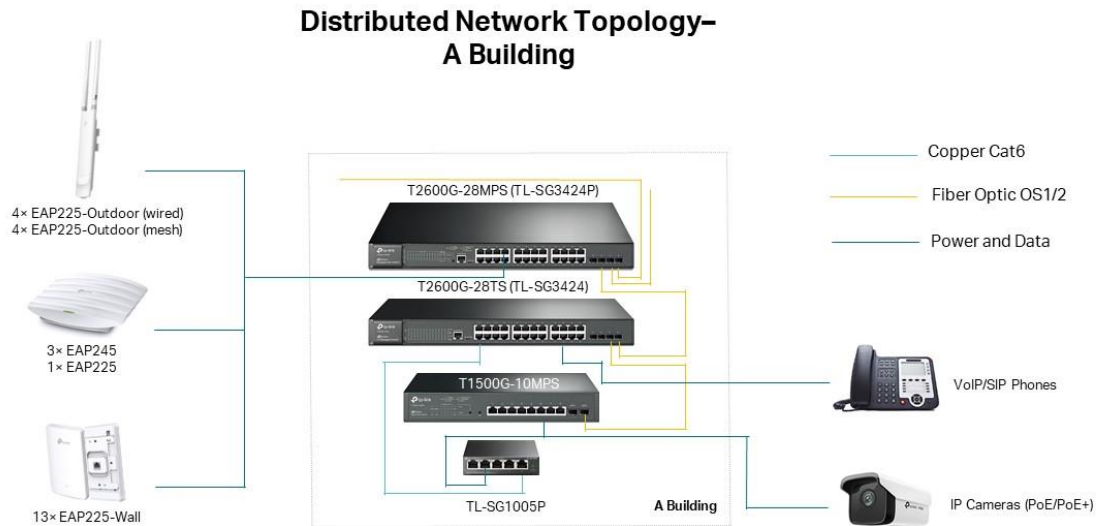 Distributed Network Topology–
A Building
Copper Cat6
Fiber Optic OS1/2
Power and Data
4× EAP225-Outdoor (wired)
4× EAP225-Outdoor (mesh)
3× EAP245
1× EAP225
13× EAP225-Wall
T2600G-28MPS (TL-SG3424P)
T2600G-28TS (TL-SG3424)
T1500G-10MPS
TL-SG1005P
A Building
VoIP/SIP Phones
IP Cameras (PoE/PoE+)